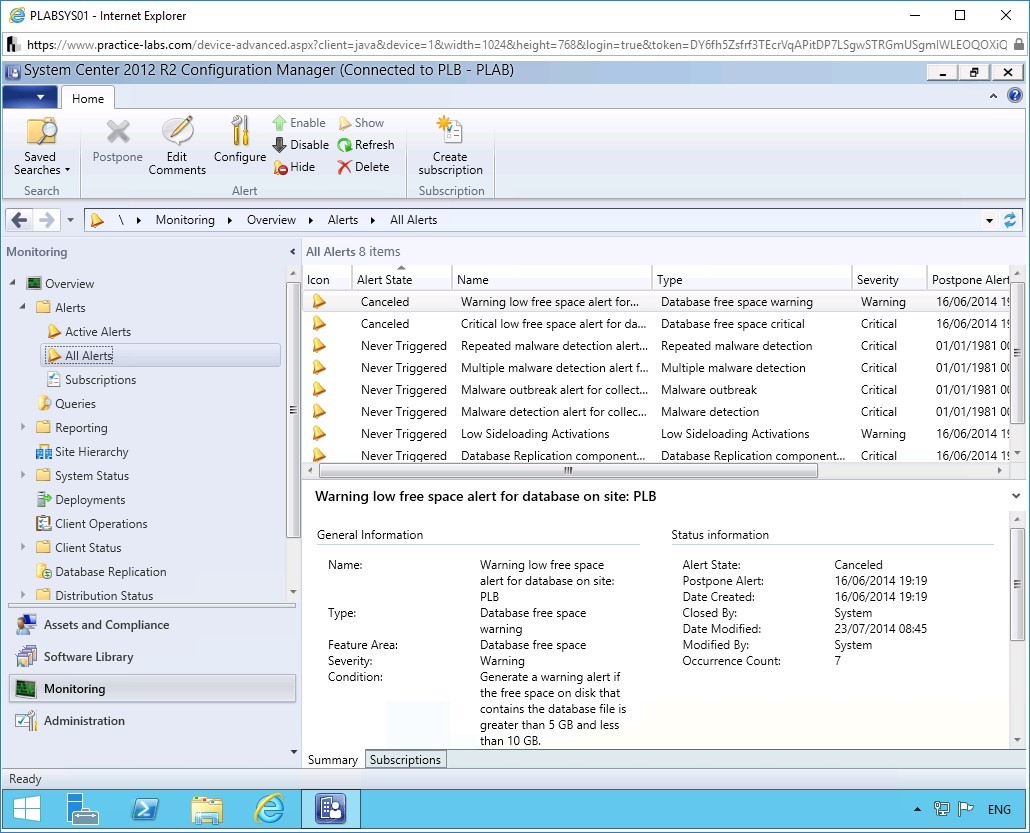 PLABSYS01 - Internet Explorer
https://www.practice-labs.com/device-advanced.aspx?client=java&device=1&width=1024&height=768&login=true&token=DY6fh5Zsfrf3TEcrVqAPitDP7LSgwSTRGmUSgmIWLEOQOXiQ
System Center 2012 R2 Configuration Manager (Connected to PLB - PLAB)
Home
Saved Searches
Postpone
Edit Comments
Configure
Enable
Disable
Hide
Show
Refresh
Delete
Create subscription
Search
Alert
Subscription
\ Monitoring Overview Alerts All Alerts
Monitoring
Overview
Alerts
Active Alerts
All Alerts
Subscriptions
Queries
Reporting
Site Hierarchy
System Status
Deployments
Client Operations
Client Status
Database Replication
Distribution Status
Assets and Compliance
Software Library
Monitoring
Administration
All Alerts 8 items
Icon Alert State Name Type Severity Postpone Alert
Canceled Warning low free space alert for... Database free space warning Warning 16/06/2014 19
Canceled Critical low free space alert for da... Database free space critical Critical 16/06/2014 19
Never Triggered Repeated malware detection alert... Repeated malware detection Critical 01/01/1981 00
Never Triggered Multiple malware detection alert f... Multiple malware detection Critical 01/01/1981 00
Never Triggered Malware outbreak alert for collect... Malware outbreak Critical 01/01/1981 00
Never Triggered Malware detection alert for collec... Malware detection Critical 01/01/1981 00
Never Triggered Low Sideloading Activations Low Sideloading Activations Warning 16/06/2014 19
Never Triggered Database Replication component... Database Replication component... Critical 16/06/2014 19
Warning low free space alert for database on site: PLB
General Information
Name: Warning low free space
alert for database on site:
PLB
Type: Database free space
warning
Feature Area: Database free space
Severity: Warning
Condition: Generate a warning alert if
the free space on disk that
contains the database file is
greater than 5 GB and less
than 10 GB.
Status information
Alert State: Canceled
Postpone Alert: 16/06/2014 19:19
Date Created: 16/06/2014 19:19
Closed By: System
Date Modified: 23/07/2014 08:45
Modified By: System
Occurrence Count: 7
Summary Subscriptions
Ready
ENG